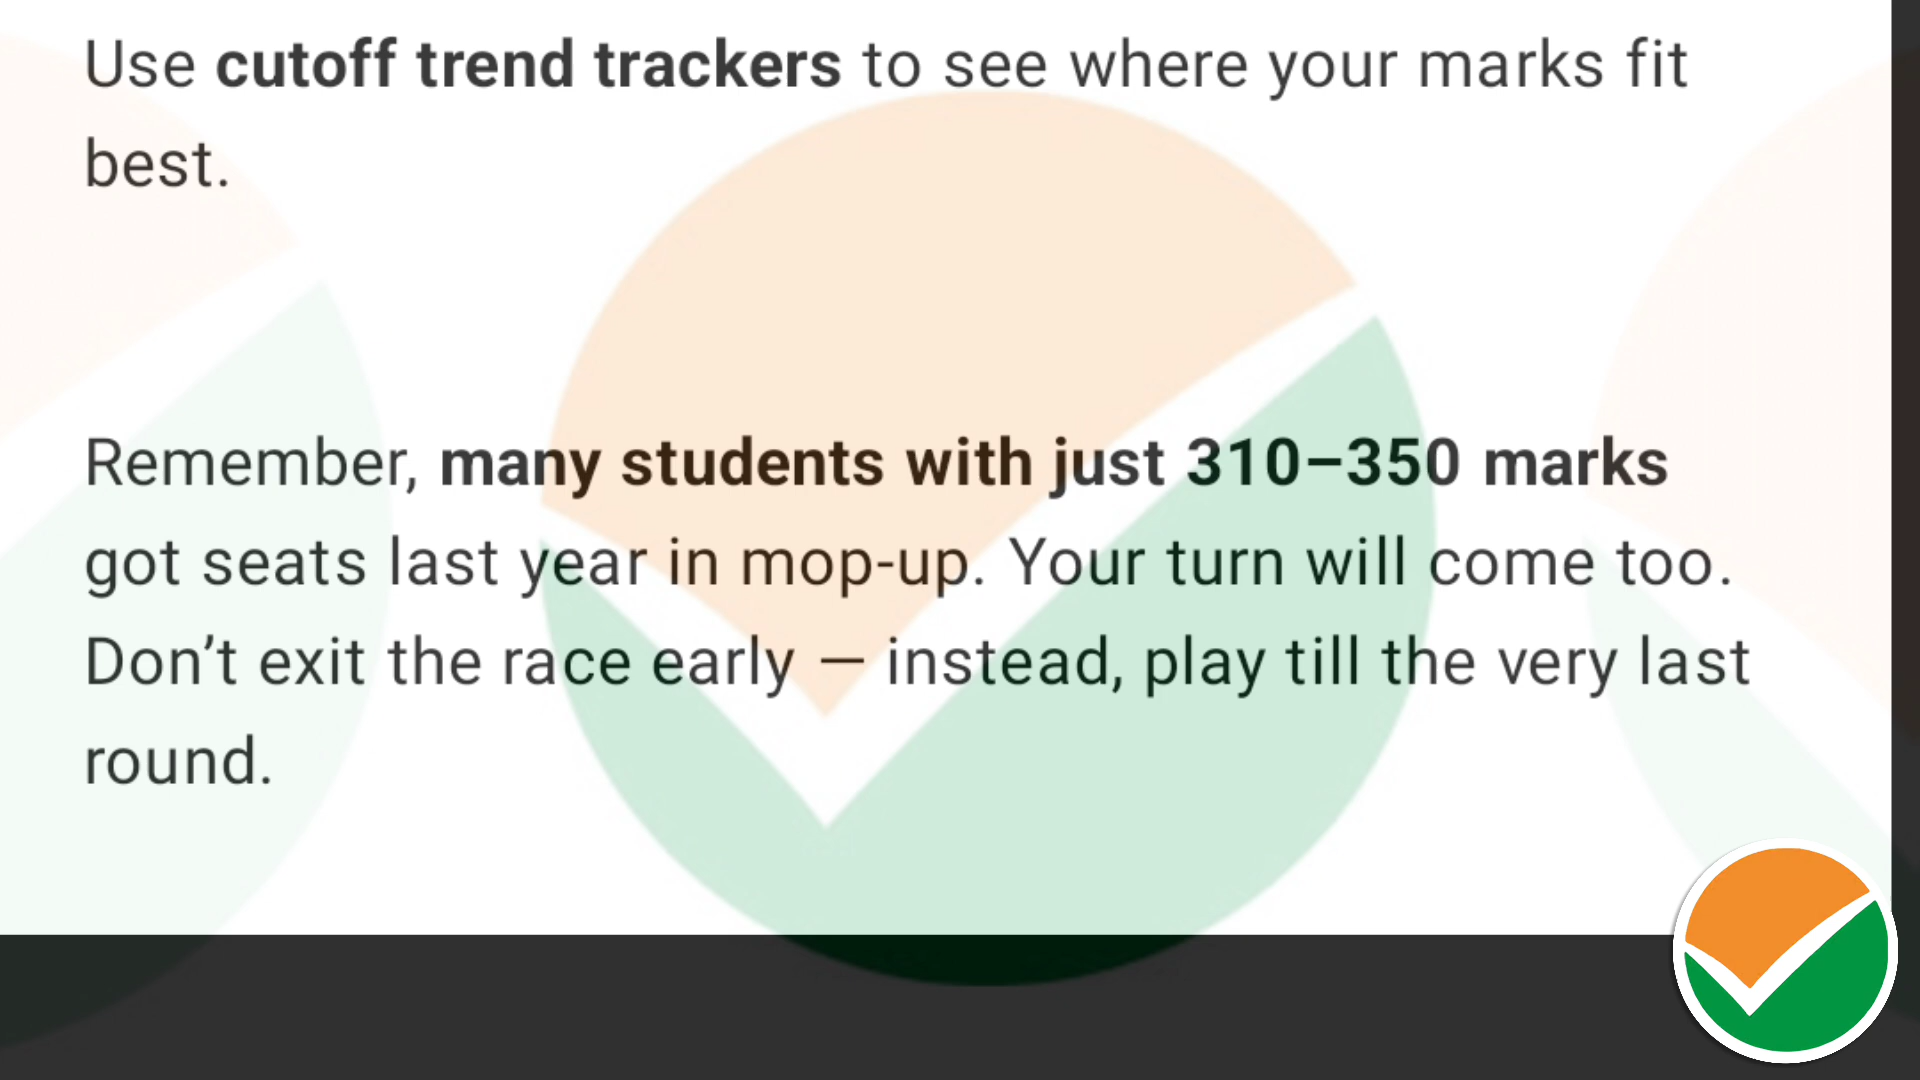 Use cutoff trend trackers to see where your marks fit
best.
Remember, many students with just 310–350 marks
got seats last year in mop-up. Your turn will come too.
Don’t exit the race early — instead, play till the very last
round.